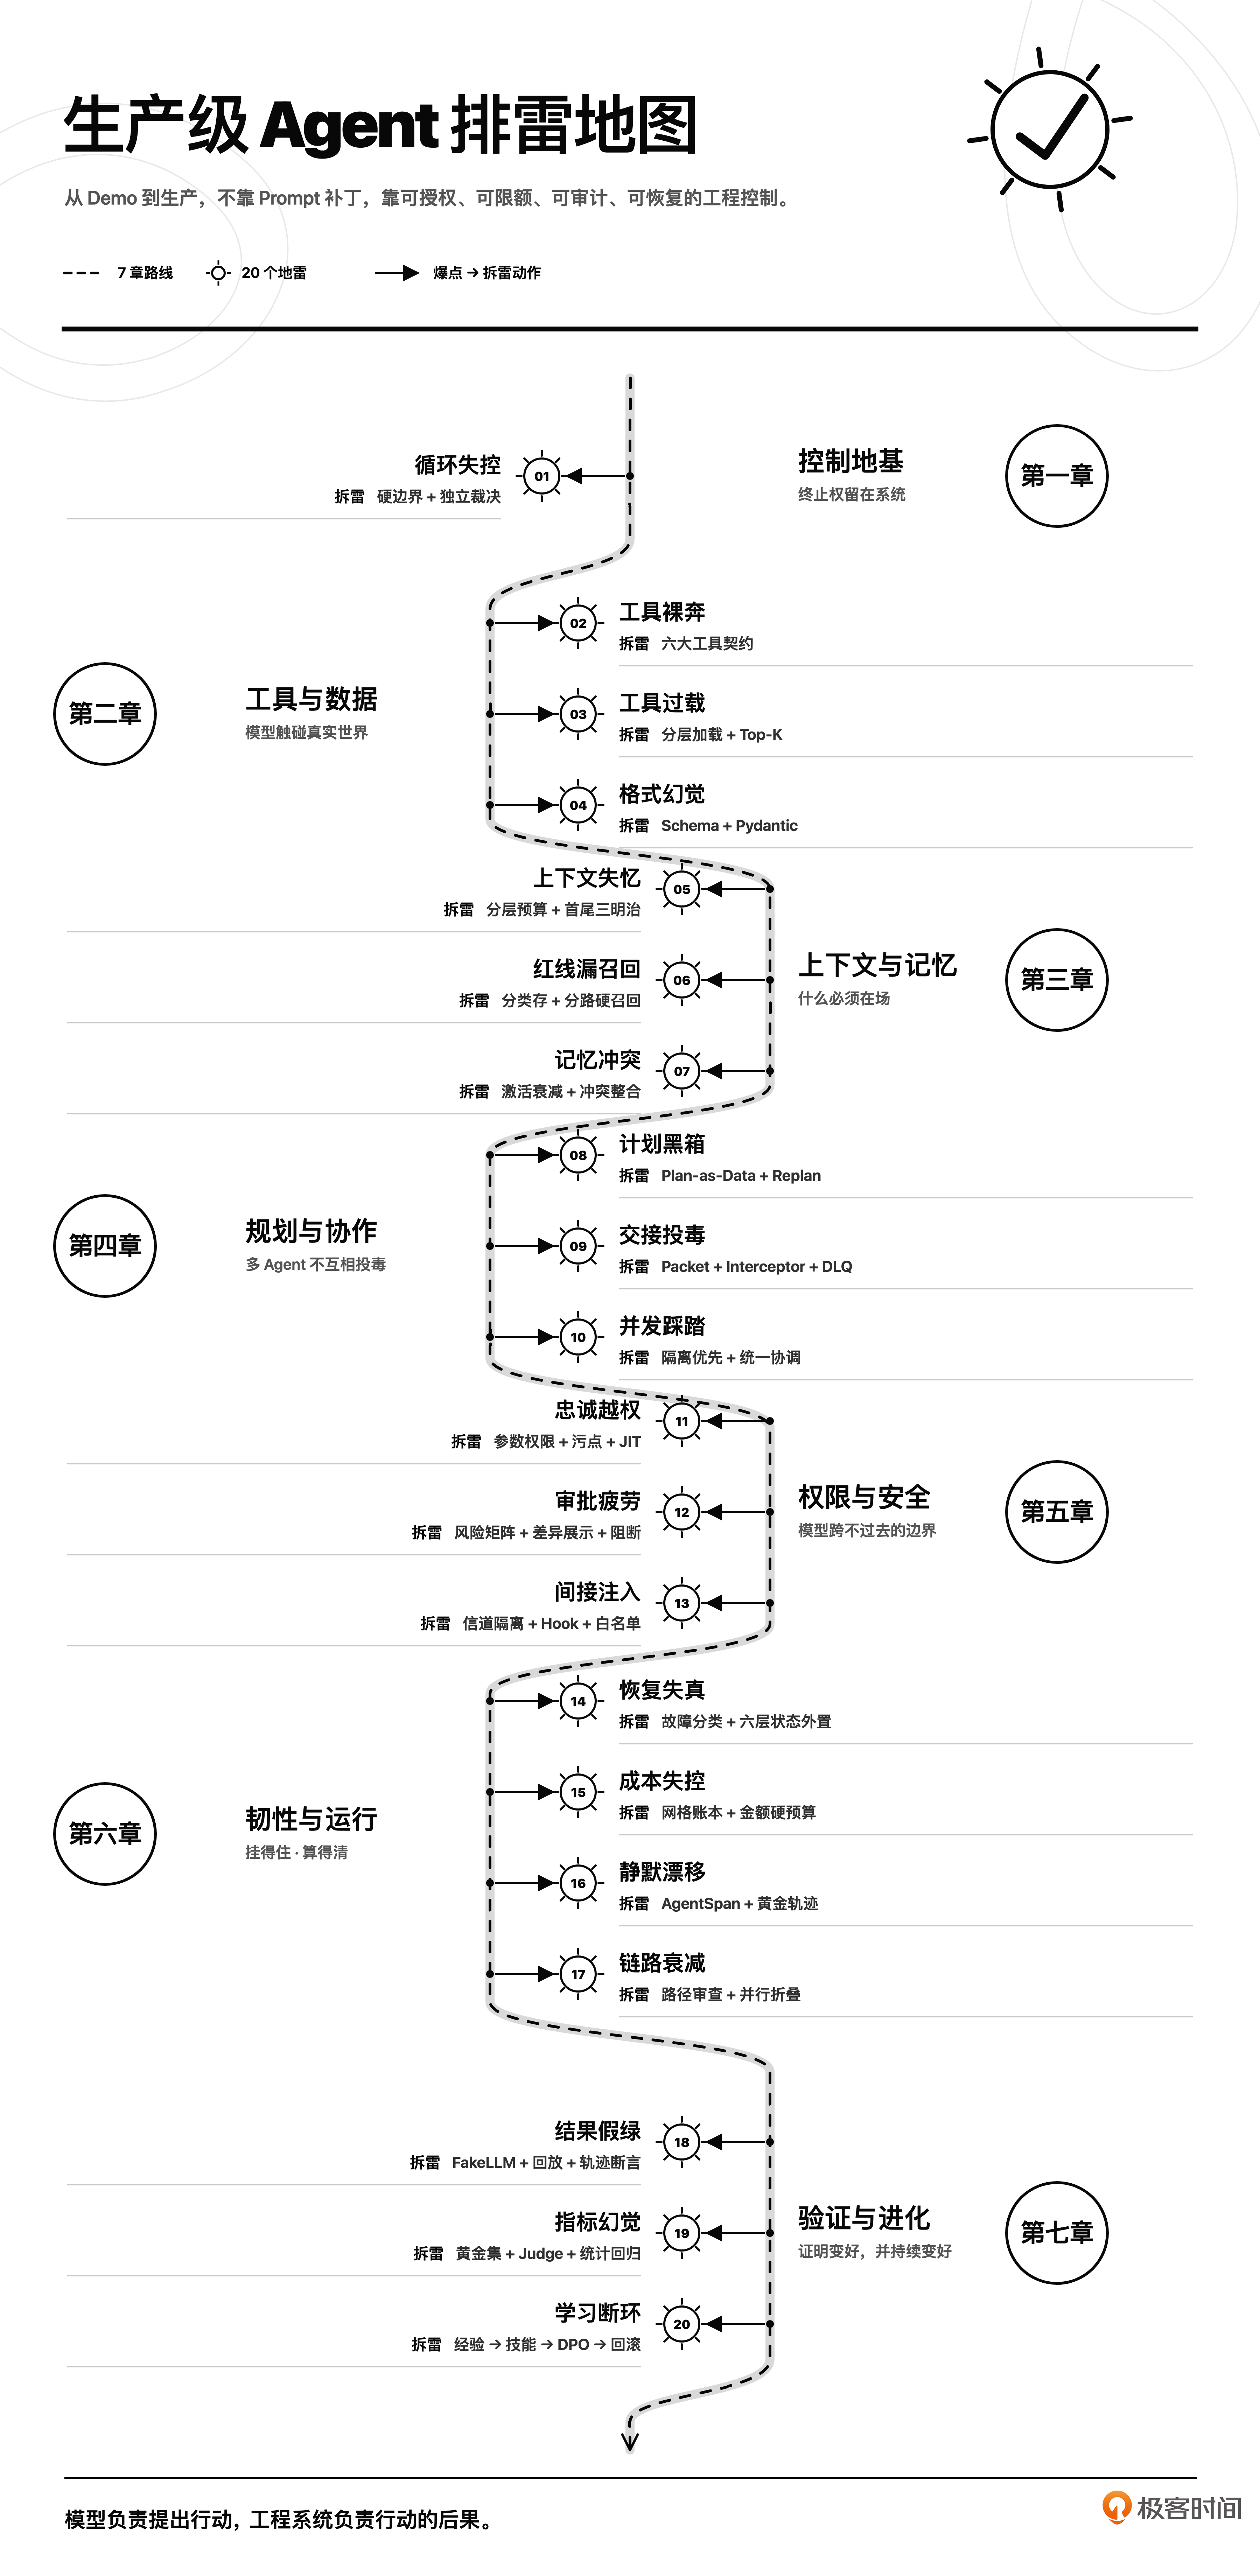 生产级 Agent 排雷地图
从 Demo 到生产，不靠 Prompt 补丁，靠可授权、可限额、可审计、可恢复的工程控制。
7 章路线
20 个地雷
爆点 → 拆雷动作
第一章
控制地基
终止权留在系统
01
循环失控
拆雷 硬边界 + 独立裁决
第二章
工具与数据
模型触碰真实世界
02
工具裸奔
拆雷 六大工具契约
03
工具过载
拆雷 分层加载 + Top-K
04
格式幻觉
拆雷 Schema + Pydantic
第三章
上下文与记忆
什么必须在场
05
上下文失忆
拆雷 分层预算 + 首尾三明治
06
红线漏召回
拆雷 分类存 + 分路硬召回
07
记忆冲突
拆雷 激活衰减 + 冲突整合
第四章
规划与协作
多 Agent 不互相投毒
08
计划黑箱
拆雷 Plan-as-Data + Replan
09
交接投毒
拆雷 Packet + Interceptor + DLQ
10
并发踩踏
拆雷 隔离优先 + 统一协调
第五章
权限与安全
模型跨不过去的边界
11
忠诚越权
拆雷 参数权限 + 污点 + JIT
12
审批疲劳
拆雷 风险矩阵 + 差异展示 + 阻断
13
间接注入
拆雷 信道隔离 + Hook + 白名单
第六章
韧性与运行
挂得住 · 算得清
14
恢复失真
拆雷 故障分类 + 六层状态外置
15
成本失控
拆雷 网格账本 + 金额硬预算
16
静默漂移
拆雷 AgentSpan + 黄金轨迹
17
链路衰减
拆雷 路径审查 + 并行折叠
第七章
验证与进化
证明变好，并持续变好
18
结果假绿
拆雷 FakeLLM + 回放 + 轨迹断言
19
指标幻觉
拆雷 黄金集 + Judge + 统计回归
20
学习断环
拆雷 经验 → 技能 → DPO → 回滚
模型负责提出行动，工程系统负责行动的后果。
极客时间